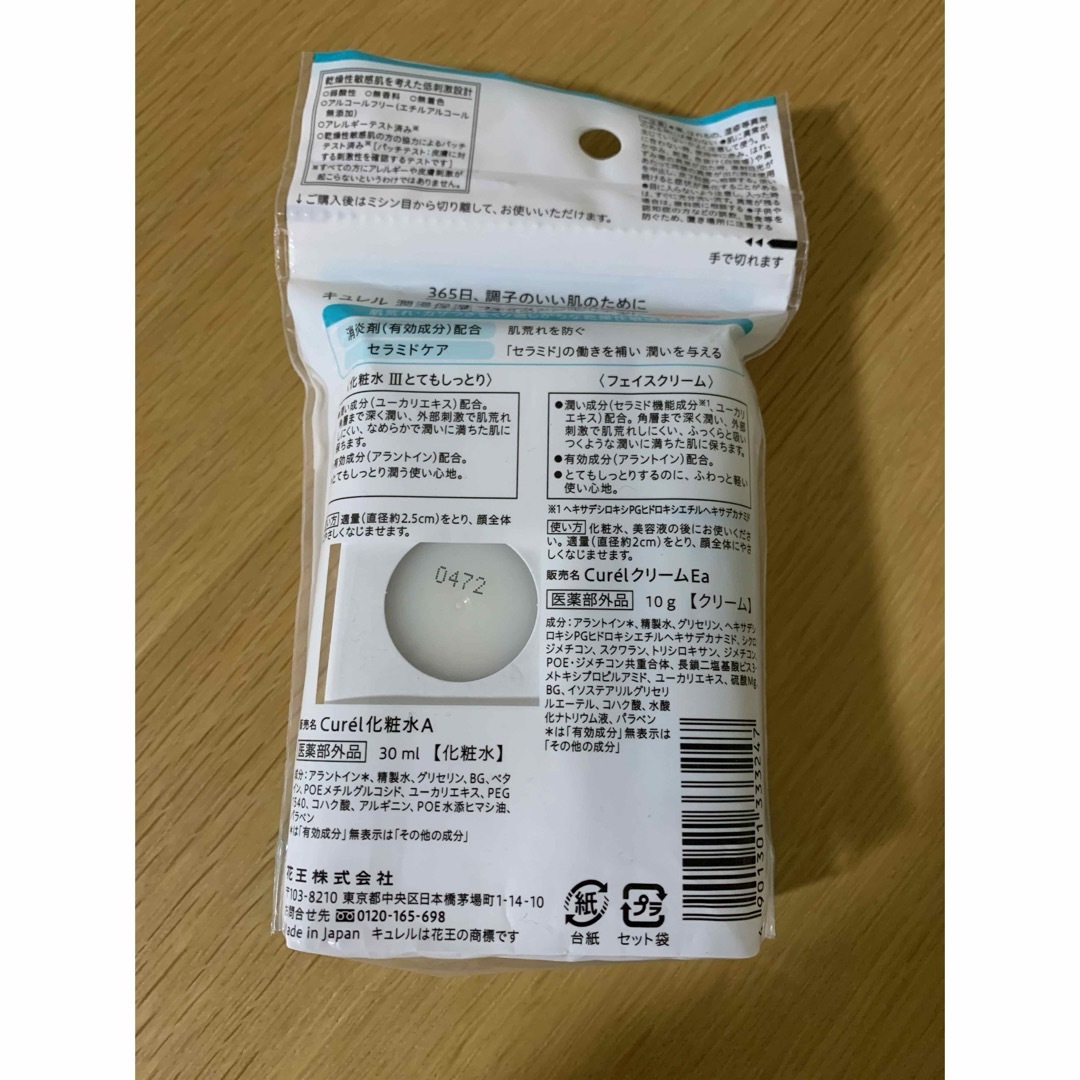 乾燥性敏感肌を考えた低刺激設計
○弱酸性 ○無香料 ○無着色
○アルコールフリー(エチルアルコール
無添加)
○アレルギーテスト済み※
○乾燥性敏感肌の方の協力によるパッチ
テスト済み※[パッチテスト:皮膚に対
する刺激性を確認するテストです]
※すべての方にアレルギーや皮膚刺激が
起こらないというわけではありません。
↓ご購入後はミシン目から切り離して、お使いいただけます。
手で切れます
365日、調子のいい肌のために
キュレル 潤浸保湿
消炎剤(有効成分)配合 肌荒れを防ぐ
セラミドケア 「セラミド」の働きを補い 潤いを与える
〈化粧水 Ⅲとてもしっとり〉
潤い成分(ユーカリエキス)配合。
角層まで深く潤い、外部刺激で肌荒れ
しにくい、なめらかで潤いに満ちた肌に
保ちます。
有効成分(アラントイン)配合。
とてもしっとり潤う使い心地。
い方 適量(直径約2.5cm)をとり、顔全体
やさしくなじませます。
0472
販売名 Curél化粧水A
医薬部外品 30ml【化粧水】
成分:アラントイン*、精製水、グリセリン、BG、ベタ
イン、POEメチルグルコシド、ユーカリエキス、PEG
1540、コハク酸、アルギニン、POE水添ヒマシ油、
パラベン
*は「有効成分」無表示は「その他の成分」
〈フェイスクリーム〉
●潤い成分(セラミド機能成分※1、ユーカリ
エキス)配合。角層まで深く潤い、外部
刺激で肌荒れしにくい、ふっくらと吸い
つくような潤いに満ちた肌に保ちます。
●有効成分(アラントイン)配合。
●とてもしっとりするのに、ふわっと軽い
使い心地。
※1 ヘキサデシロキシPGヒドロキシエチルヘキサデカナミド
使い方 化粧水、美容液の後にお使いくださ
い。適量(直径約2cm)をとり、顔全体にやさ
しくなじませます。
販売名 CurélクリームEa
医薬部外品 10g【クリーム】
成分:アラントイン*、精製水、グリセリン、ヘキサデシ
ロキシPGヒドロキシエチルヘキサデカナミド、シクロ
ジメチコン、スクワラン、トリシロキサン、ジメチコン、
POE・ジメチコン共重合体、長鎖二塩基酸ビス3-
メトキシプロピルアミド、ユーカリエキス、硫酸Mg、
BG、イソステアリルグリセリ
ルエーテル、コハク酸、水酸
化ナトリウム液、パラベン
*は「有効成分」無表示は
「その他の成分」
4901301333247
花王株式会社
〒103-8210 東京都中央区日本橋茅場町1-14-10
お問合せ先 0120-165-698
Made in Japan キュレルは花王の商標です
紙
台紙
プラ
セット袋